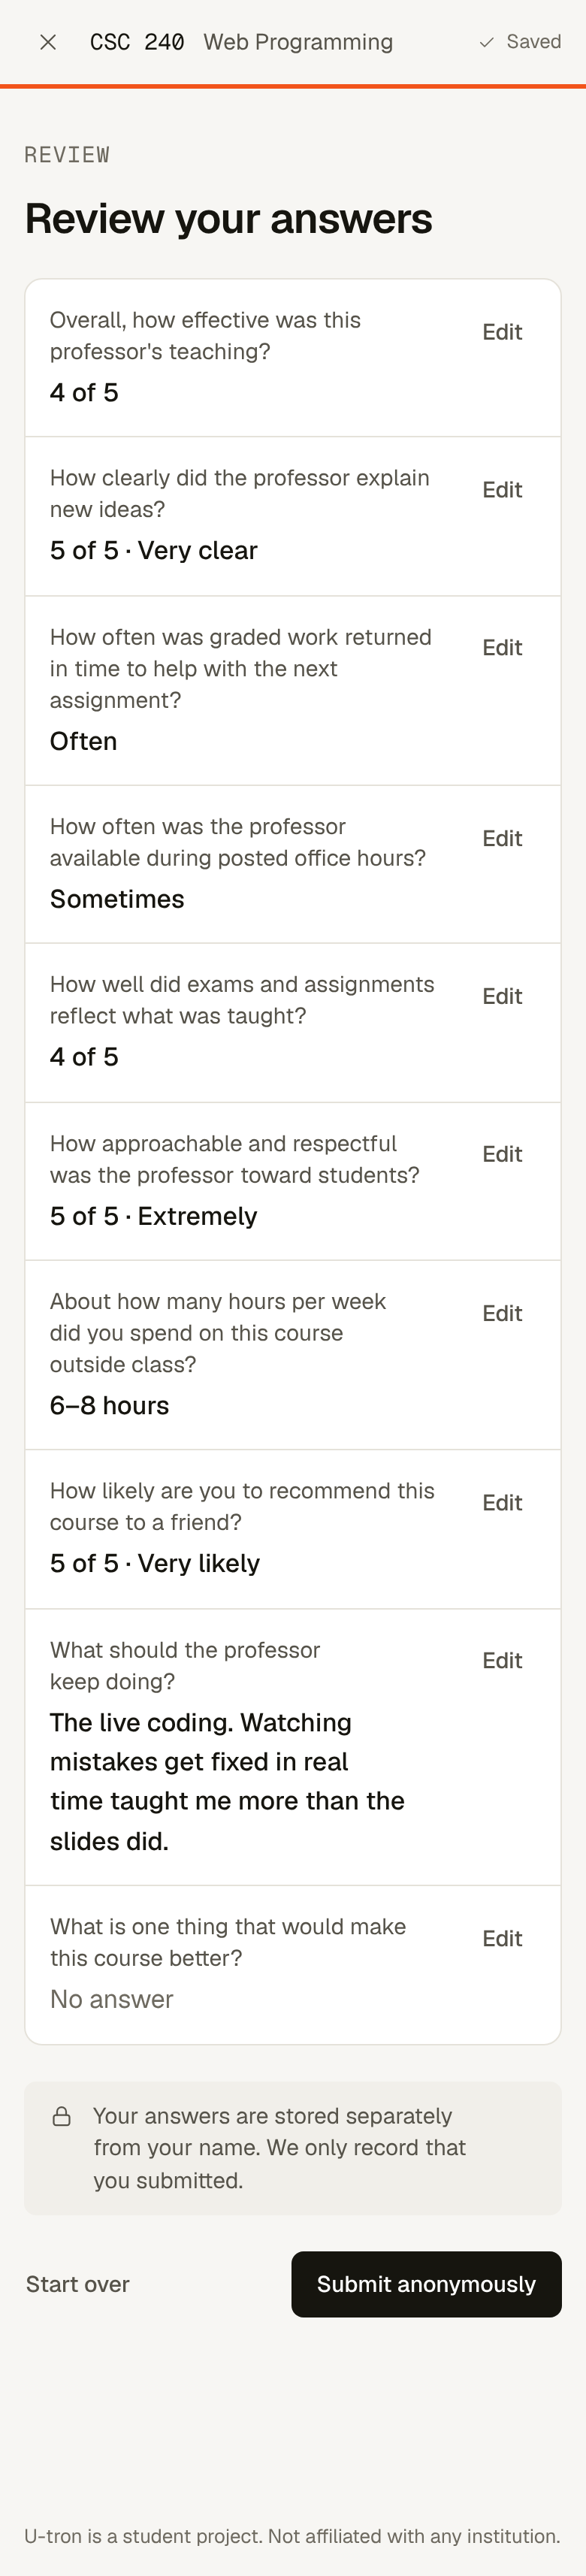 CSC 240 Web Programming Saved
REVIEW
Review your answers
Overall, how effective was this
professor's teaching?
4 of 5
Edit
How clearly did the professor explain
new ideas?
5 of 5 · Very clear
Edit
How often was graded work returned
in time to help with the next
assignment?
Often
Edit
How often was the professor
available during posted office hours?
Sometimes
Edit
How well did exams and assignments
reflect what was taught?
4 of 5
Edit
How approachable and respectful
was the professor toward students?
5 of 5 · Extremely
Edit
About how many hours per week
did you spend on this course
outside class?
6–8 hours
Edit
How likely are you to recommend this
course to a friend?
5 of 5 · Very likely
Edit
What should the professor
keep doing?
The live coding. Watching
mistakes get fixed in real
time taught me more than the
slides did.
Edit
What is one thing that would make
this course better?
No answer
Edit
Your answers are stored separately
from your name. We only record that
you submitted.
Start over
Submit anonymously
U-tron is a student project. Not affiliated with any institution.